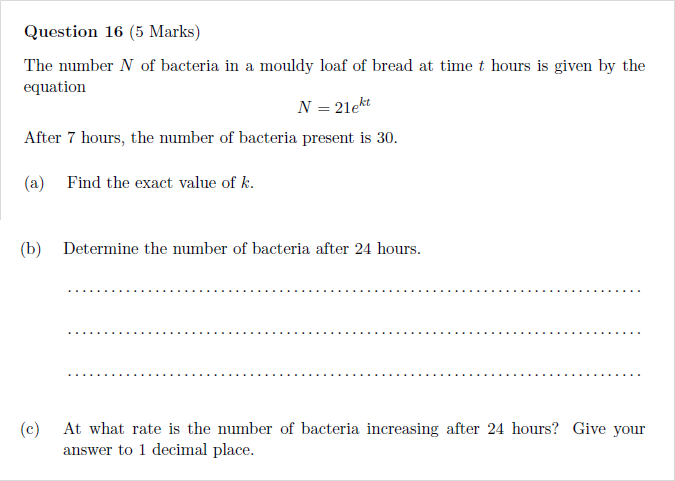 Question 16 (5 Marks)
The number N of bacteria in a mouldy loaf of bread at time t hours is given by the
equation
N = 21e^{kt}
After 7 hours, the number of bacteria present is 30.
(a) Find the exact value of k.
(b) Determine the number of bacteria after 24 hours.
(c) At what rate is the number of bacteria increasing after 24 hours? Give your
answer to 1 decimal place.